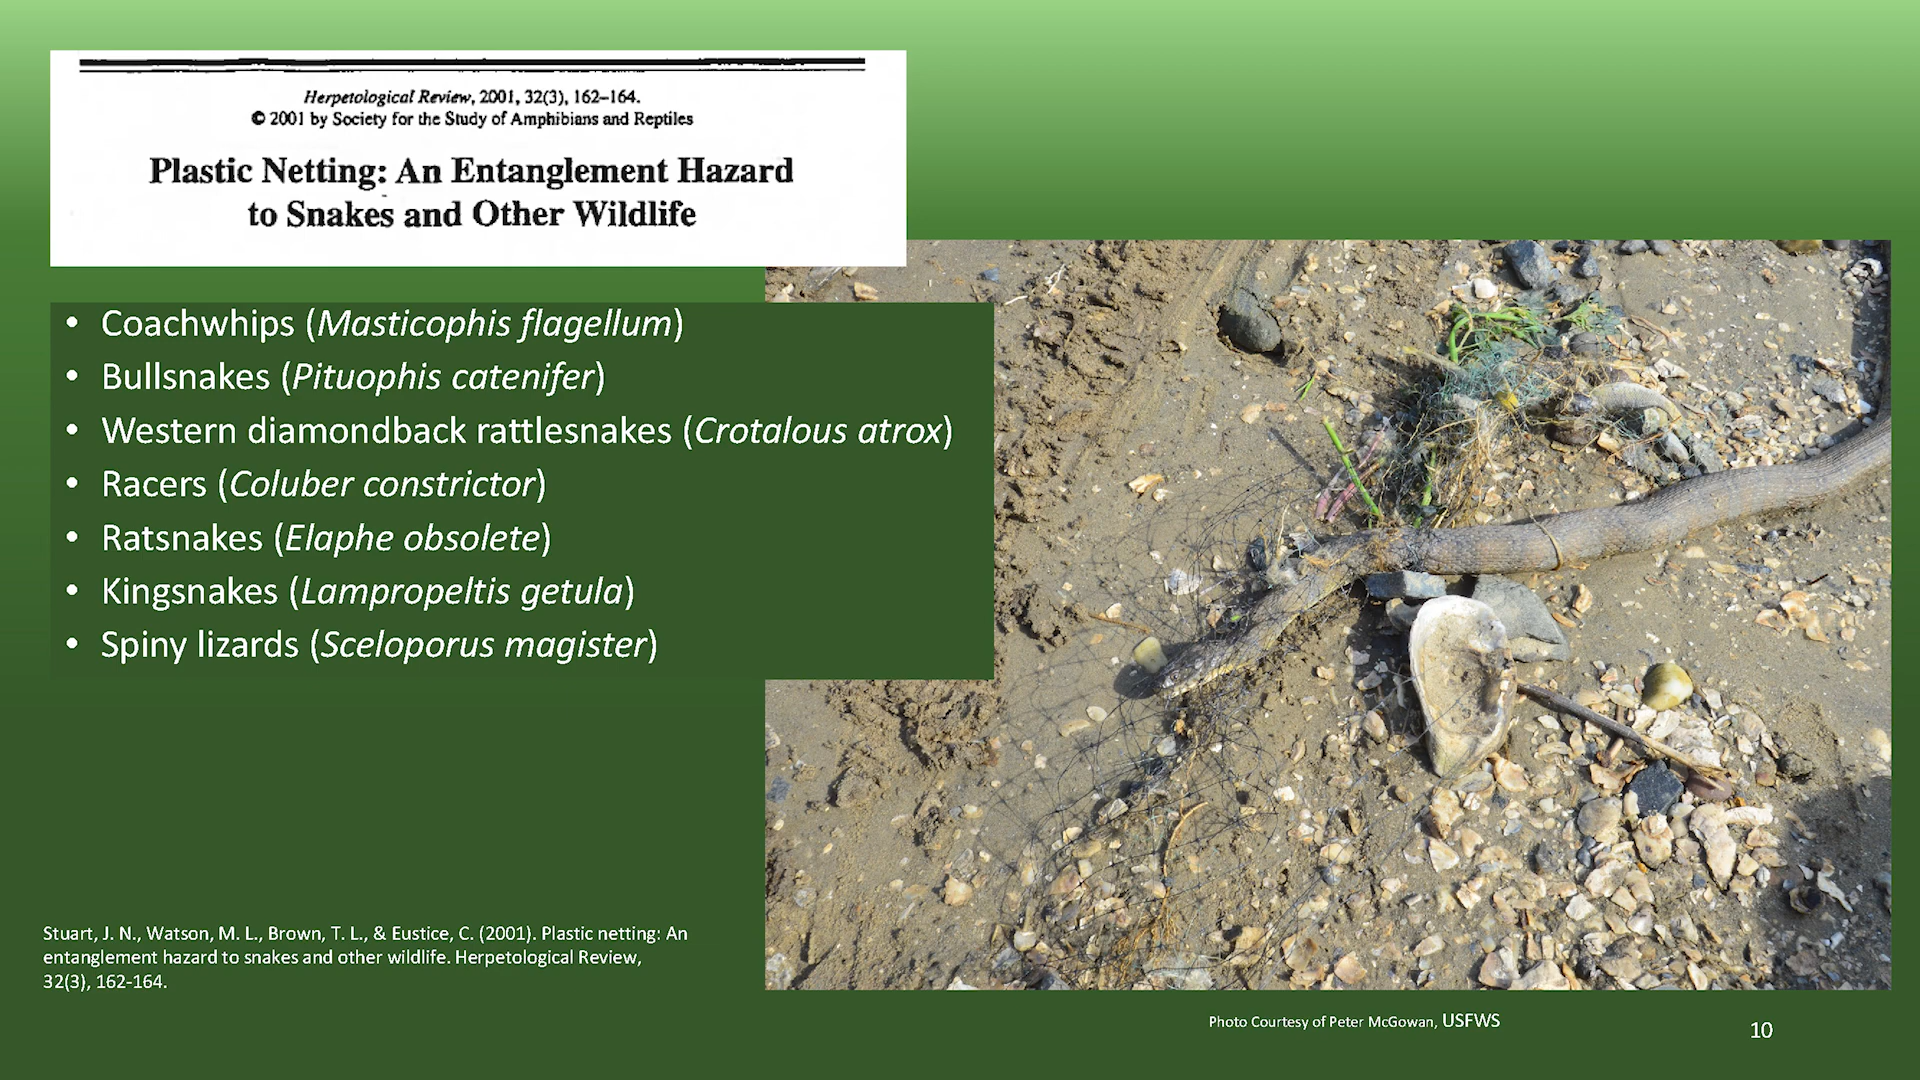 Herpetological Review, 2001, 32(3), 162–164.
© 2001 by Society for the Study of Amphibians and Reptiles
Plastic Netting: An Entanglement Hazard
to Snakes and Other Wildlife
• Coachwhips (Masticophis flagellum)
• Bullsnakes (Pituophis catenifer)
• Western diamondback rattlesnakes (Crotalous atrox)
• Racers (Coluber constrictor)
• Ratsnakes (Elaphe obsolete)
• Kingsnakes (Lampropeltis getula)
• Spiny lizards (Sceloporus magister)
Stuart, J. N., Watson, M. L., Brown, T. L., & Eustice, C. (2001). Plastic netting: An
entanglement hazard to snakes and other wildlife. Herpetological Review,
32(3), 162-164.
Photo Courtesy of Peter McGowan, USFWS
10